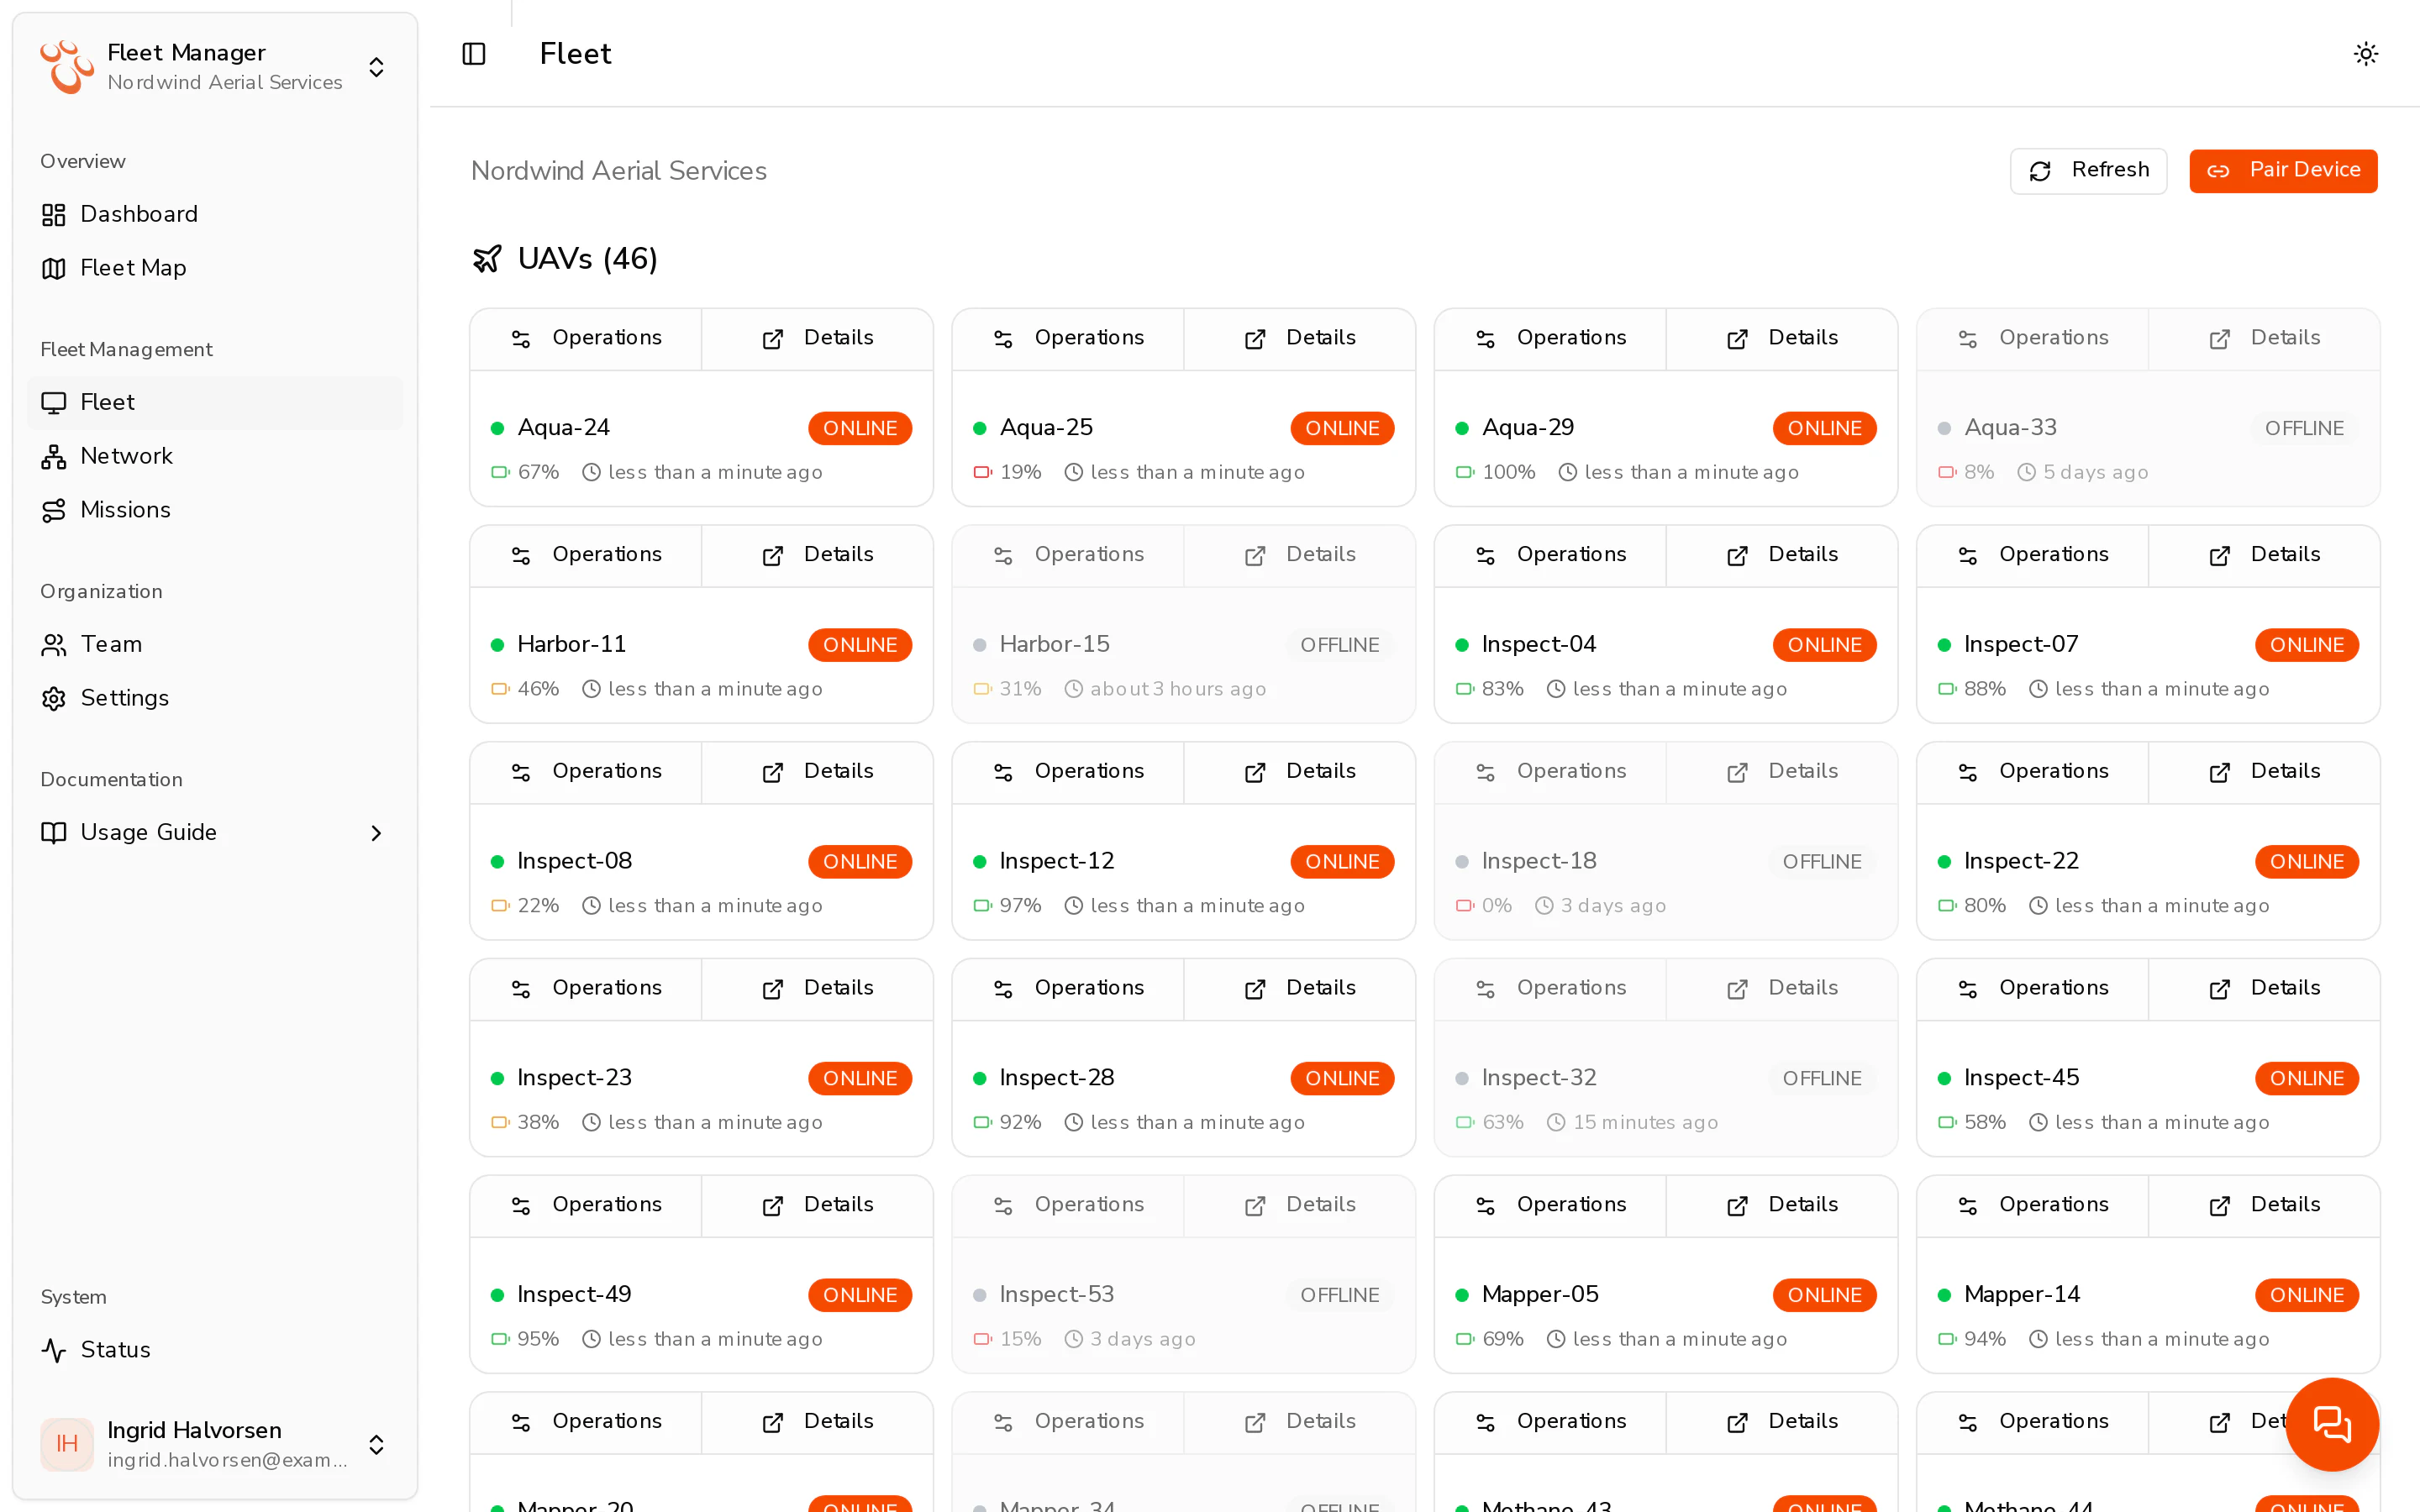 Fleet Manager
Nordwind Aerial Services
Overview
Dashboard
Fleet Map
Fleet Management
Fleet
Network
Missions
Organization
Team
Settings
Documentation
Usage Guide
System
Status
IH
Ingrid Halvorsen
ingrid.halvorsen@exam...
Fleet
Nordwind Aerial Services
Refresh
Pair Device
UAVs (46)
Operations Details Operations Details Operations Details Operations Details
Aqua-24 ONLINE Aqua-25 ONLINE Aqua-29 ONLINE Aqua-33 OFFLINE
67% less than a minute ago 19% less than a minute ago 100% less than a minute ago 8% 5 days ago
Operations Details Operations Details Operations Details Operations Details
Harbor-11 ONLINE Harbor-15 OFFLINE Inspect-04 ONLINE Inspect-07 ONLINE
46% less than a minute ago 31% about 3 hours ago 83% less than a minute ago 88% less than a minute ago
Operations Details Operations Details Operations Details Operations Details
Inspect-08 ONLINE Inspect-12 ONLINE Inspect-18 OFFLINE Inspect-22 ONLINE
22% less than a minute ago 97% less than a minute ago 0% 3 days ago 80% less than a minute ago
Operations Details Operations Details Operations Details Operations Details
Inspect-23 ONLINE Inspect-28 ONLINE Inspect-32 OFFLINE Inspect-45 ONLINE
38% less than a minute ago 92% less than a minute ago 63% 15 minutes ago 58% less than a minute ago
Operations Details Operations Details Operations Details Operations Details
Inspect-49 ONLINE Inspect-53 OFFLINE Mapper-05 ONLINE Mapper-14 ONLINE
95% less than a minute ago 15% 3 days ago 69% less than a minute ago 94% less than a minute ago
Operations Details Operations Details Operations Details Operations
Mapper-20 ONLINE Mapper-34 OFFLINE Methane-43 ONLINE Methane-44 ONLINE